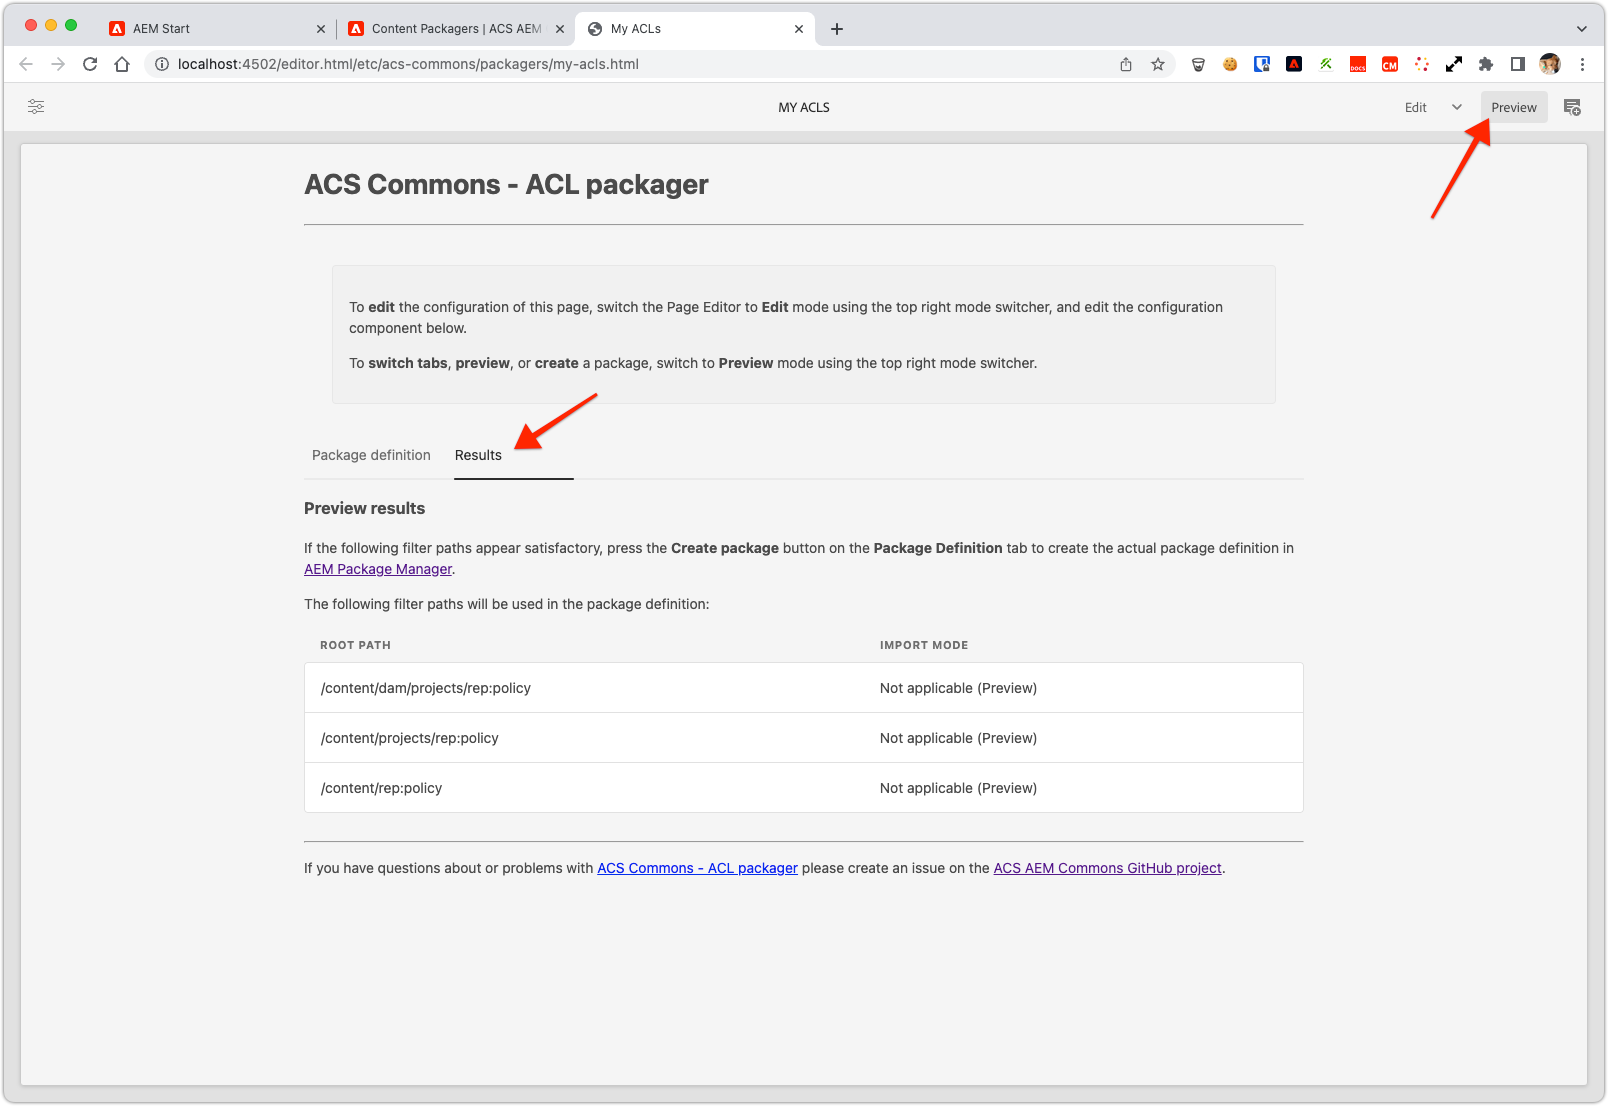 AEM Start
Content Packagers | ACS AEM
My ACLs
localhost:4502/editor.html/etc/acs-commons/packagers/my-acls.html
DOCS
CM
MY ACLS
Edit
Preview
ACS Commons - ACL packager
To edit the configuration of this page, switch the Page Editor to Edit mode using the top right mode switcher, and edit the configuration
component below.
To switch tabs, preview, or create a package, switch to Preview mode using the top right mode switcher.
Package definition
Results
Preview results
If the following filter paths appear satisfactory, press the Create package button on the Package Definition tab to create the actual package definition in
AEM Package Manager.
The following filter paths will be used in the package definition:
ROOT PATH
IMPORT MODE
/content/dam/projects/rep:policy
Not applicable (Preview)
/content/projects/rep:policy
Not applicable (Preview)
/content/rep:policy
Not applicable (Preview)
If you have questions about or problems with ACS Commons - ACL packager please create an issue on the ACS AEM Commons GitHub project.